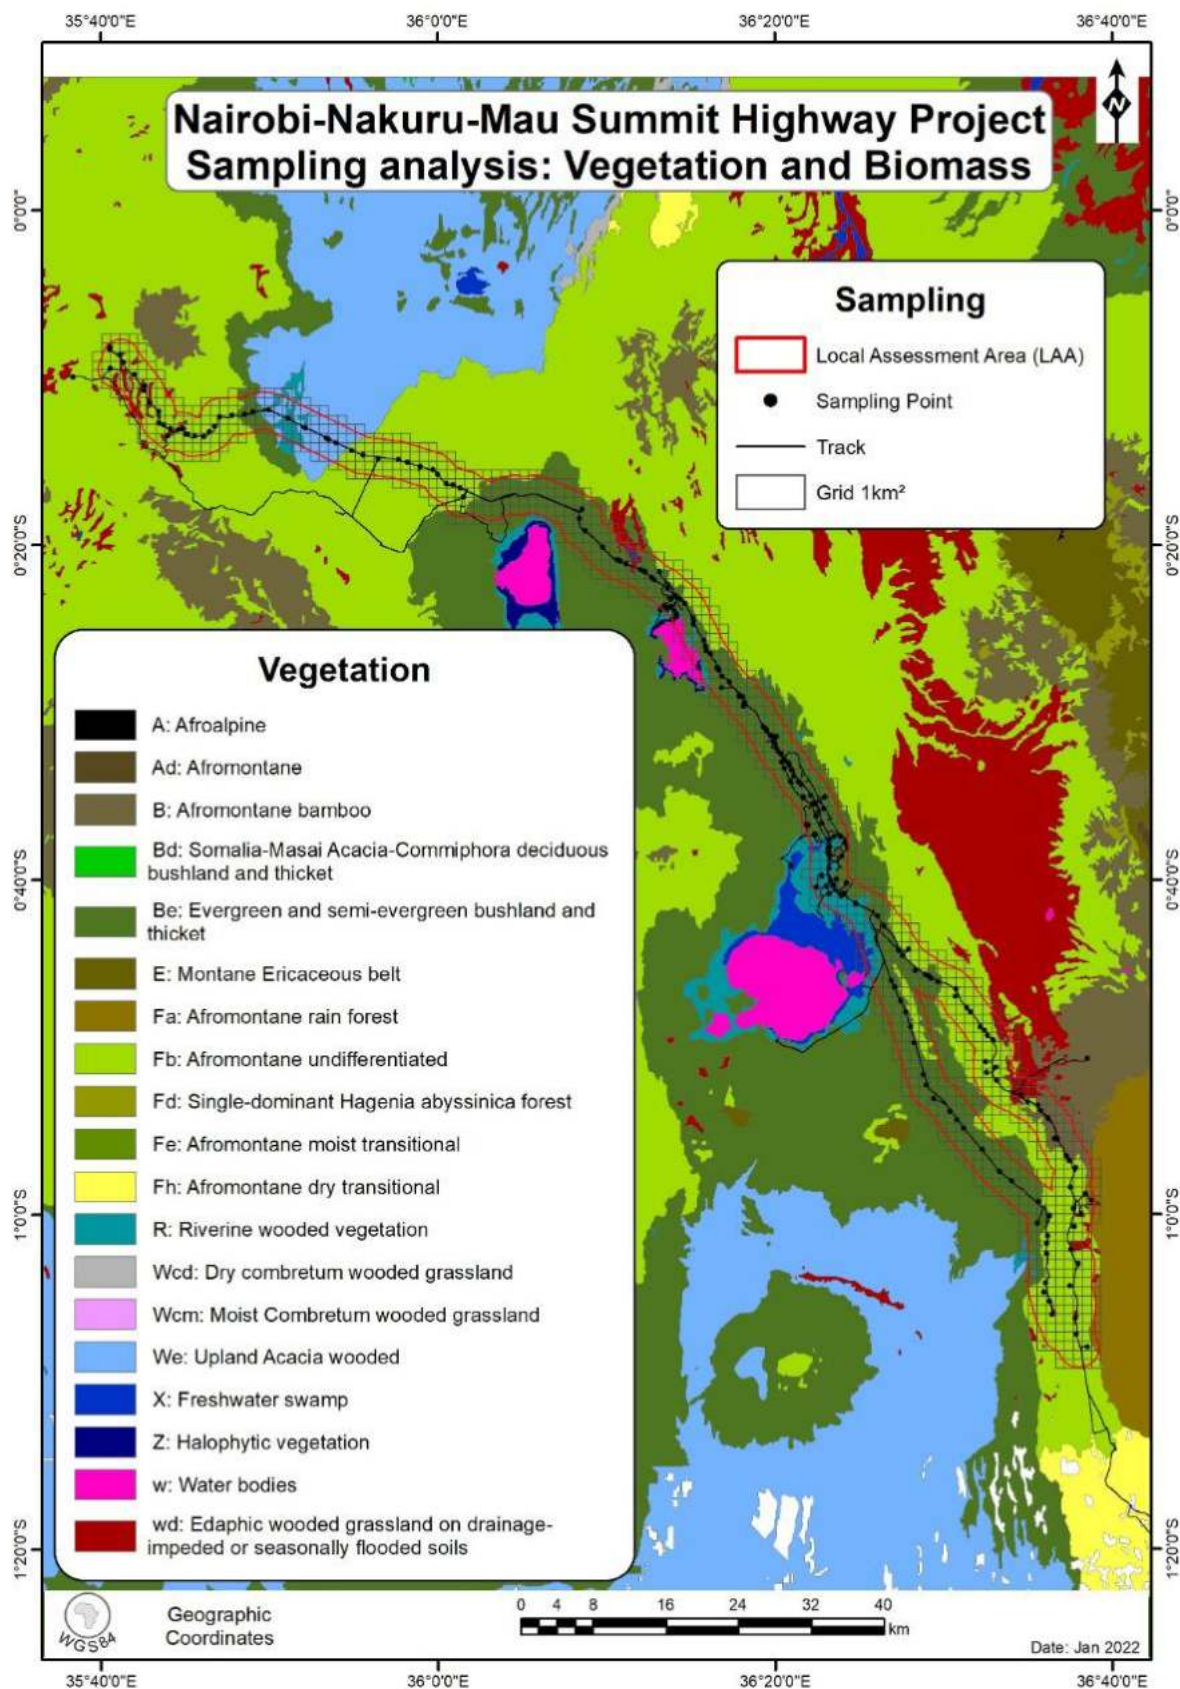 35°40'0"E 36°0'0"E 36°20'0"E 36°40'0"E
N
Nairobi-Nakuru-Mau Summit Highway Project
Sampling analysis: Vegetation and Biomass
0°0'0" 0°0'0"
Sampling
Local Assessment Area (LAA)
Sampling Point
Track
Grid 1km²
0°20'0"S 0°20'0"S
Vegetation
A: Afroalpine
Ad: Afromontane
B: Afromontane bamboo
Bd: Somalia-Masai Acacia-Commiphora deciduous
bushland and thicket
0°40'0"S 0°40'0"S
Be: Evergreen and semi-evergreen bushland and
thicket
E: Montane Ericaceous belt
Fa: Afromontane rain forest
Fb: Afromontane undifferentiated
Fd: Single-dominant Hagenia abyssinica forest
Fe: Afromontane moist transitional
Fh: Afromontane dry transitional
1°0'0"S 1°0'0"S
R: Riverine wooded vegetation
Wcd: Dry combretum wooded grassland
Wcm: Moist Combretum wooded grassland
We: Upland Acacia wooded
X: Freshwater swamp
Z: Halophytic vegetation
w: Water bodies
wd: Edaphic wooded grassland on drainage-
impeded or seasonally flooded soils
1°20'0"S 1°20'0"S
WGS84
Geographic
Coordinates
0 4 8 16 24 32 40
km
Date: Jan 2022
35°40'0"E 36°0'0"E 36°20'0"E 36°40'0"E